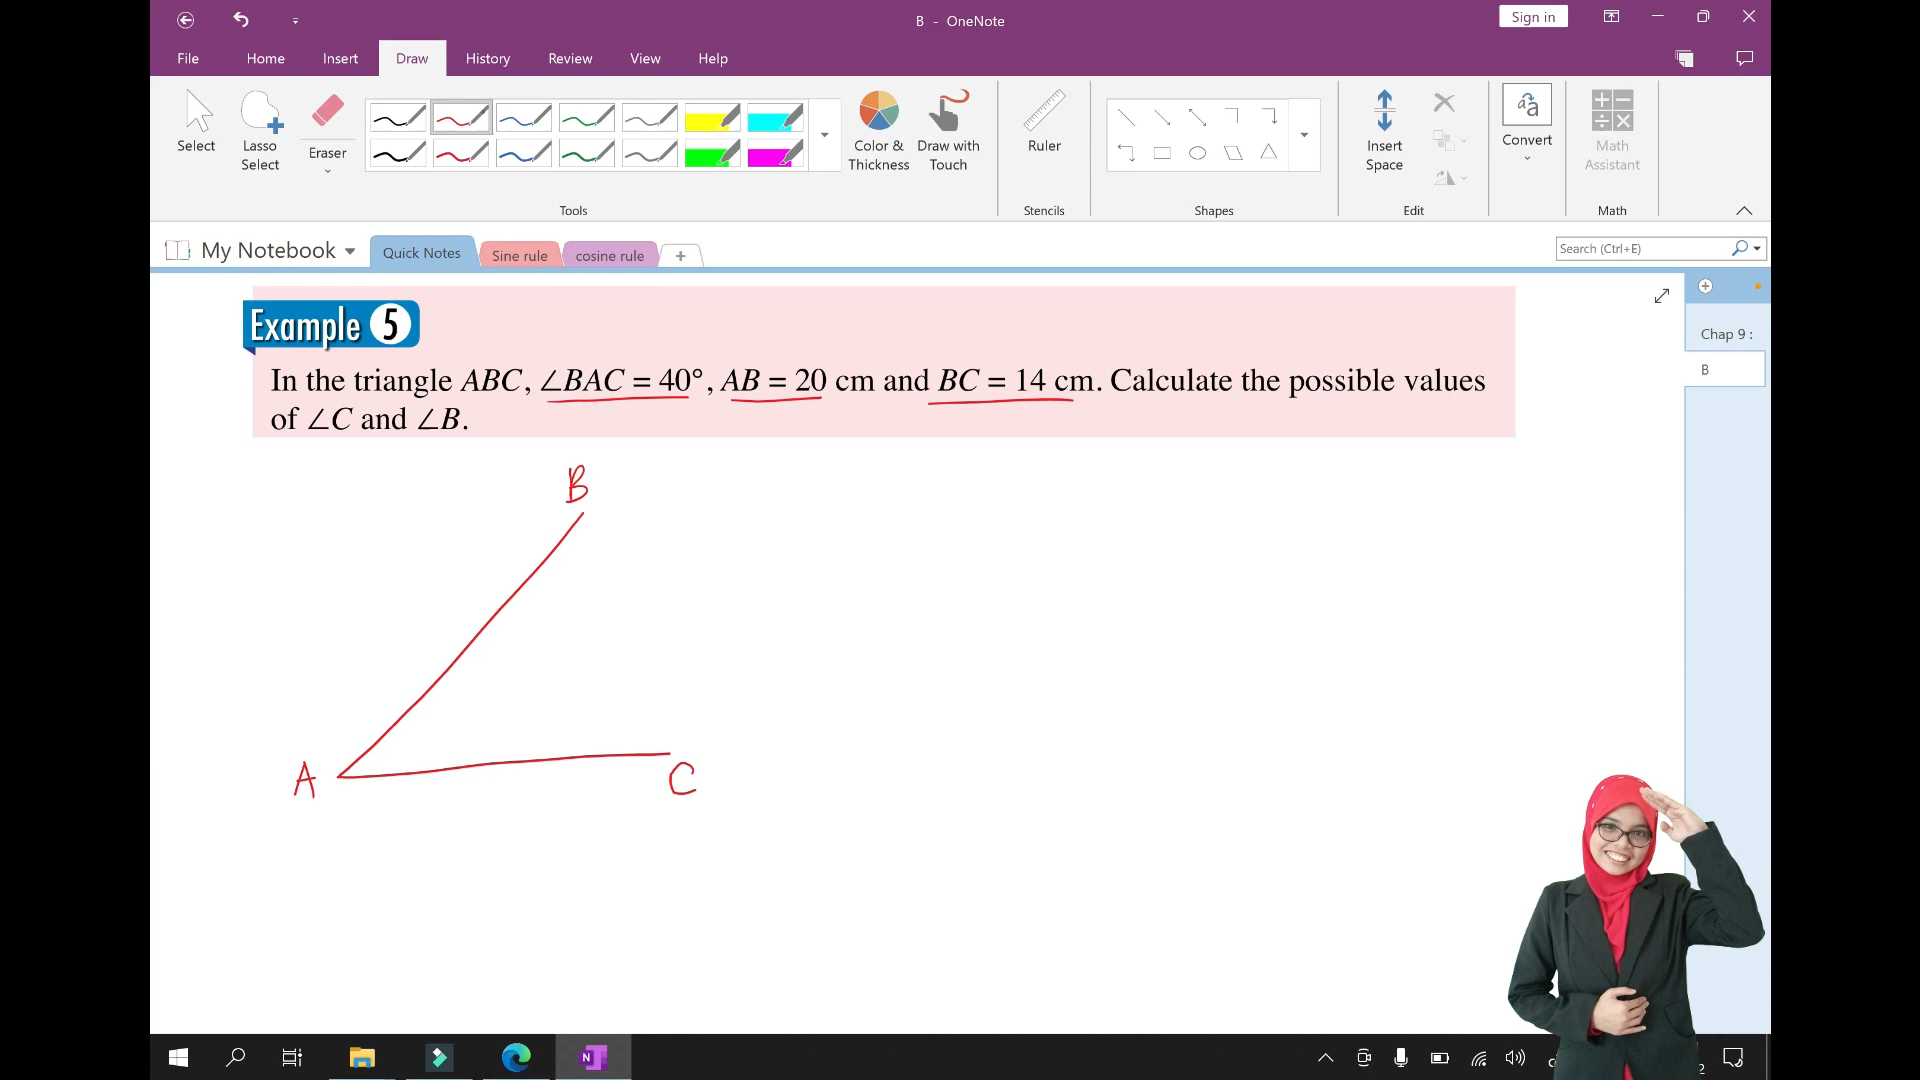 B - OneNote
Sign in
File Home Insert Draw History Review View Help
Select
Lasso Select
Eraser
Color & Thickness
Draw with Touch
Ruler
Insert Space
Convert
Math Assistant
Tools Stencils Shapes Edit Math
My Notebook Quick Notes Sine rule cosine rule
Search (Ctrl+E)
Chap 9 :
B
Example 5
In the triangle ABC, ∠BAC = 40°, AB = 20 cm and BC = 14 cm. Calculate the possible values
of ∠C and ∠B.
B
A
C